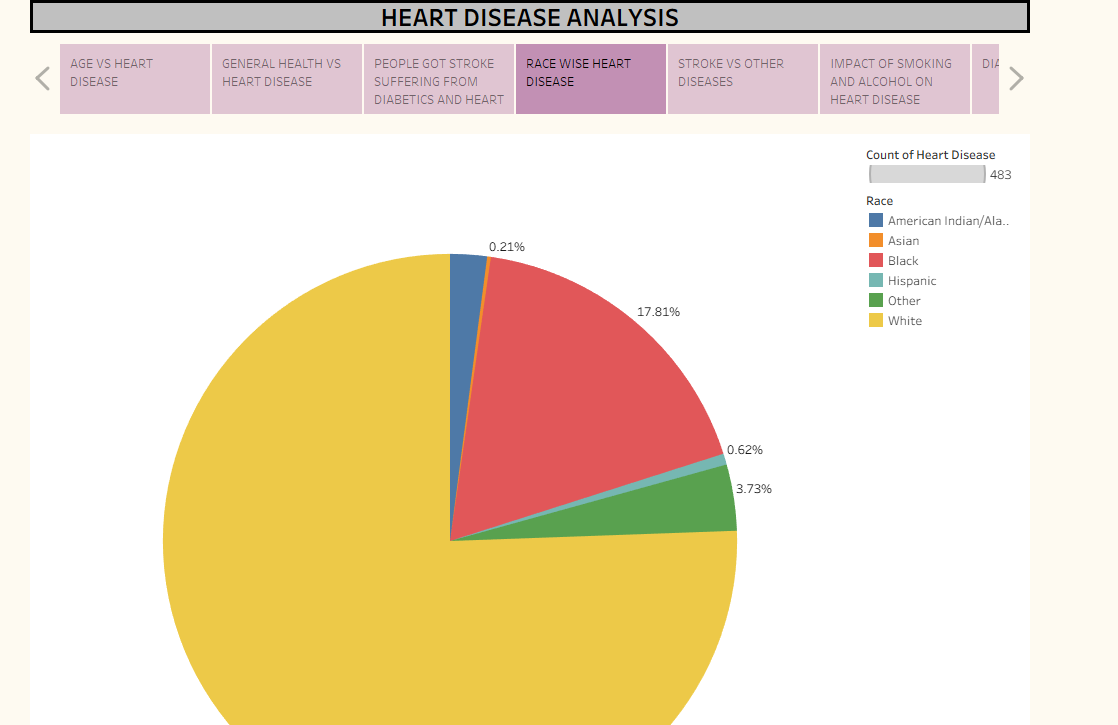 HEART DISEASE ANALYSIS
AGE VS HEART
DISEASE
GENERAL HEALTH VS
HEART DISEASE
PEOPLE GOT STROKE
SUFFERING FROM
DIABETICS AND HEART
RACE WISE HEART
DISEASE
STROKE VS OTHER
DISEASES
IMPACT OF SMOKING
AND ALCOHOL ON
HEART DISEASE
DIA
Count of Heart Disease
483
Race
American Indian/Ala..
Asian
Black
Hispanic
Other
White
0.21%
17.81%
0.62%
3.73%